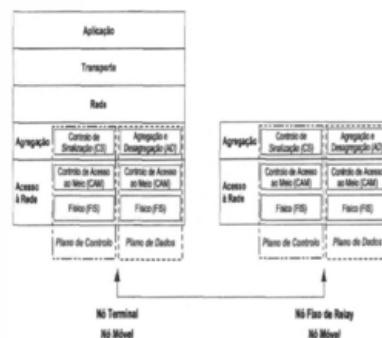 Aplicação
Transporte
Rede
Agregação
Controlo de
Sinalização (CS)
Agregação e
Desagregação (AD)
Acesso
à Rede
Controlo de Acesso
ao Meio (CAM)
Controlo de Acesso
ao Meio (CAM)
Físico (FIS)
Físico (FIS)
Plano de Controlo
Plano de Dados
Nó Terminal
Nó Móvel
Agregação
Controlo de
Sinalização (CS)
Agregação e
Desagregação (AD)
Acesso
à Rede
Controlo de Acesso
ao Meio (CAM)
Controlo de Acesso
ao Meio (CAM)
Físico (FIS)
Físico (FIS)
Plano de Controlo
Plano de Dados
Nó Fixo de Relay
Nó Móvel